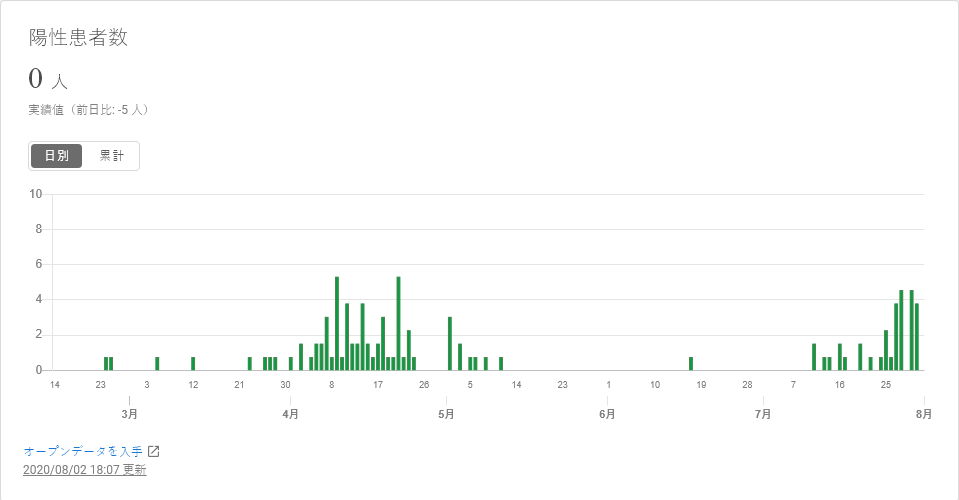 陽性患者数
0 人
実績値（前日比: -5 人）
日別 累計
10
8
6
4
2
0
14 23 3 12 21 30 8 17 26 5 14 23 1 10 19 28 7 16 25
3月 4月 5月 6月 7月 8月
オープンデータを入手
2020/08/02 18:07 更新